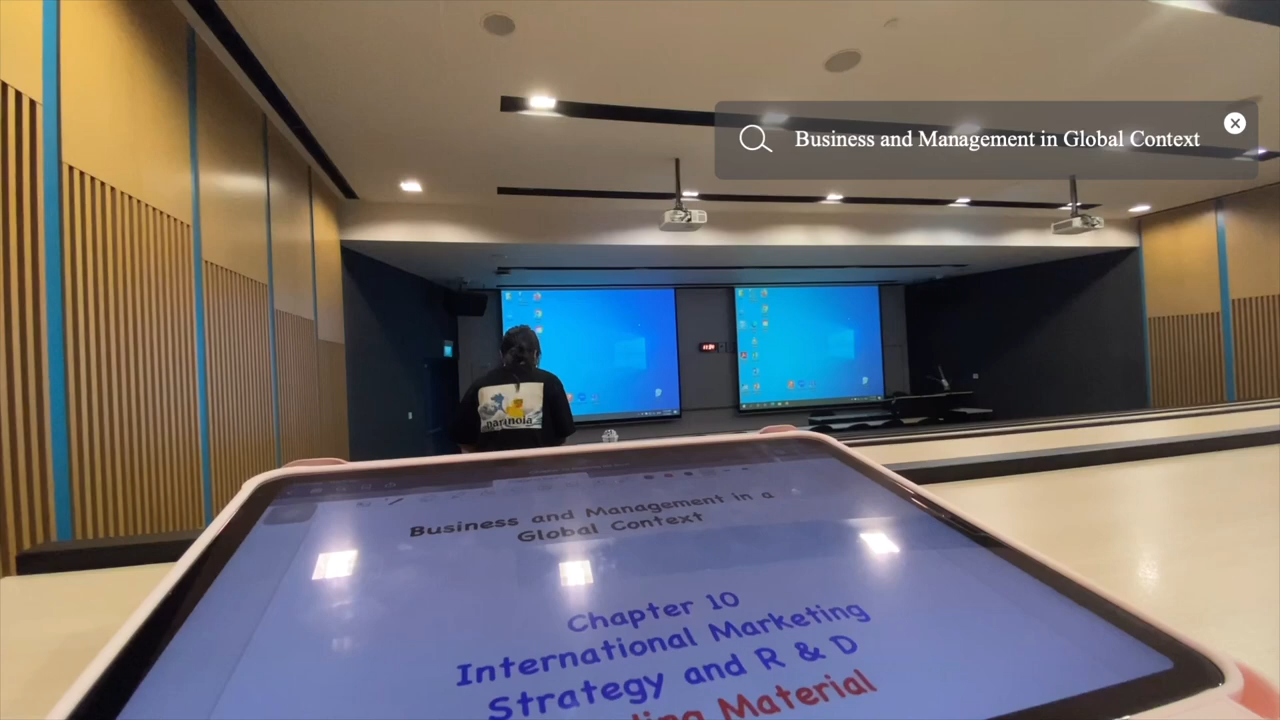 Business and Management in Global Context
parinoia
Business and Management in a
Global Context
Chapter 10
International Marketing
Strategy and R & D
Material